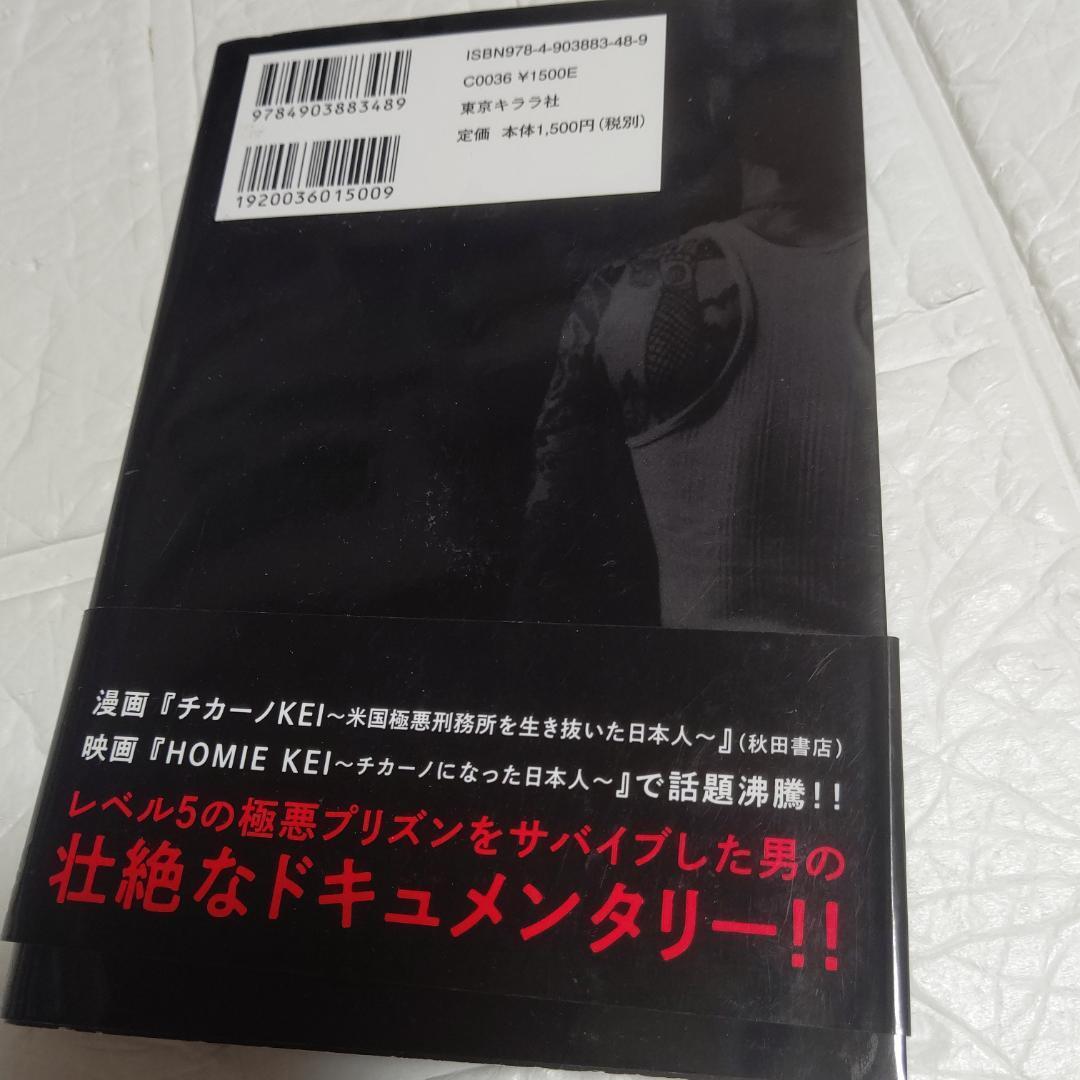 ISBN978-4-903883-48-9
C0036 ¥1500E
東京キララ社
定価 本体1,500円(税別)
9784903883489
1920036015009
漫画『チカーノKEI～米国極悪刑務所を生き抜いた日本人～』(秋田書店)
映画『HOMIE KEI～チカーノになった日本人～』で話題沸騰!!
レベル5の極悪プリズンをサバイブした男の
壮絶なドキュメンタリー!!